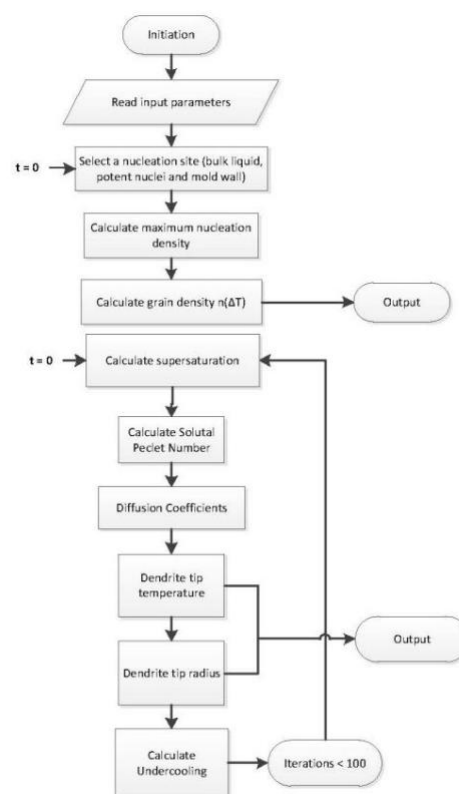 Initiation
Read input parameters
t = 0
Select a nucleation site (bulk liquid,
potent nuclei and mold wall)
Calculate maximum nucleation
density
Calculate grain density n(ΔT)
Output
t = 0
Calculate supersaturation
Calculate Solutal
Peclet Number
Diffusion Coefficients
Dendrite tip
temperature
Output
Dendrite tip radius
Calculate
Undercooling
Iterations < 100